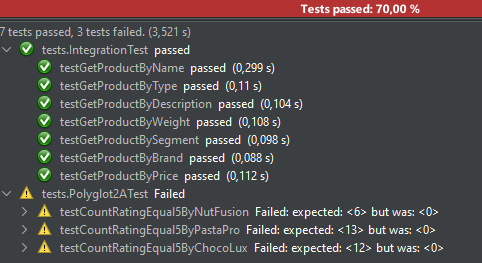 Tests passed: 70,00 %
7 tests passed, 3 tests failed. (3,521 s)
tests.IntegrationTest passed
testGetProductByName passed (0,299 s)
testGetProductByType passed (0,11 s)
testGetProductByDescription passed (0,104 s)
testGetProductByWeight passed (0,108 s)
testGetProductBySegment passed (0,098 s)
testGetProductByBrand passed (0,088 s)
testGetProductByPrice passed (0,112 s)
tests.Polyglot2ATest Failed
testCountRatingEqual5ByNutFusion Failed: expected: <6> but was: <0>
testCountRatingEqual5ByPastaPro Failed: expected: <13> but was: <0>
testCountRatingEqual5ByChocoLux Failed: expected: <12> but was: <0>